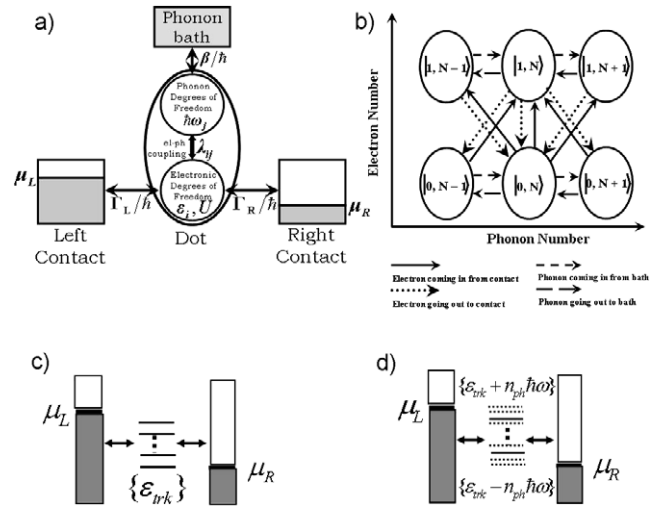 a)
Phonon
bath
β/ħ
Phonon
Degrees of
Freedom
ħω_j
el-ph
coupling
λ_ij
Electronic
Degrees of
Freedom
ε_i, U
μ_L
Γ_L/ħ
Γ_R/ħ
μ_R
Left
Contact
Dot
Right
Contact
b)
Electron Number
|1, N−1⟩
|1, N⟩
|1, N+1⟩
|0, N−1⟩
|0, N⟩
|0, N+1⟩
Phonon Number
Electron coming in from contact
Phonon coming in from bath
Electron going out to contact
Phonon going out to bath
c)
μ_L
{ε_trk}
μ_R
d)
{ε_trk + n_ph ħω}
μ_L
μ_R
{ε_trk − n_ph ħω}